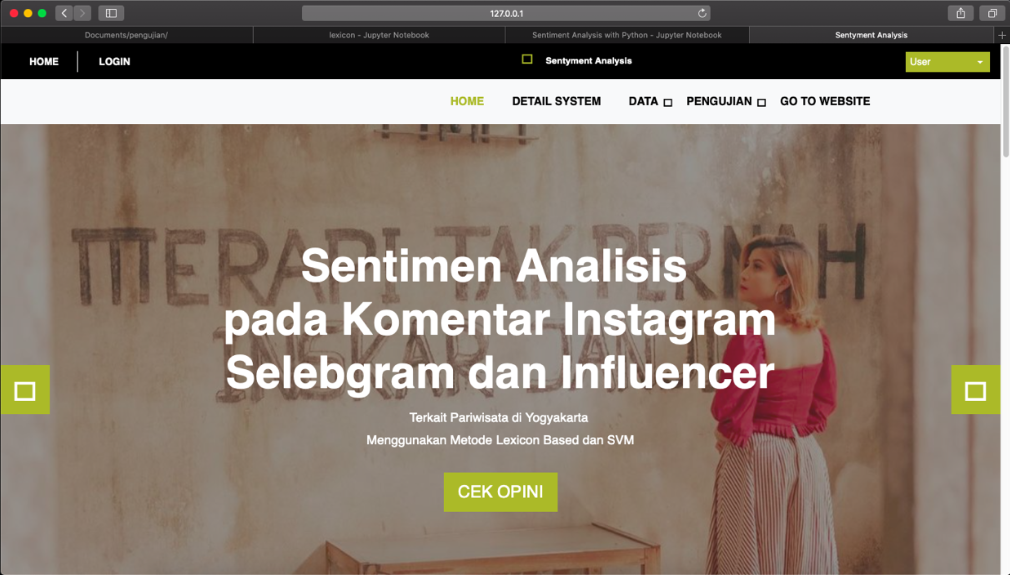 127.0.0.1
Documents/pengujian/
lexicon - Jupyter Notebook
Sentiment Analysis with Python - Jupyter Notebook
Sentyment Analysis
HOME
LOGIN
Sentyment Analysis
User
HOME
DETAIL SYSTEM
DATA
PENGUJIAN
GO TO WEBSITE
MERAPI TAK PERNAH
INGKAR JANJI
Sentimen Analisis
pada Komentar Instagram
Selebgram dan Influencer
Terkait Pariwisata di Yogyakarta
Menggunakan Metode Lexicon Based dan SVM
CEK OPINI